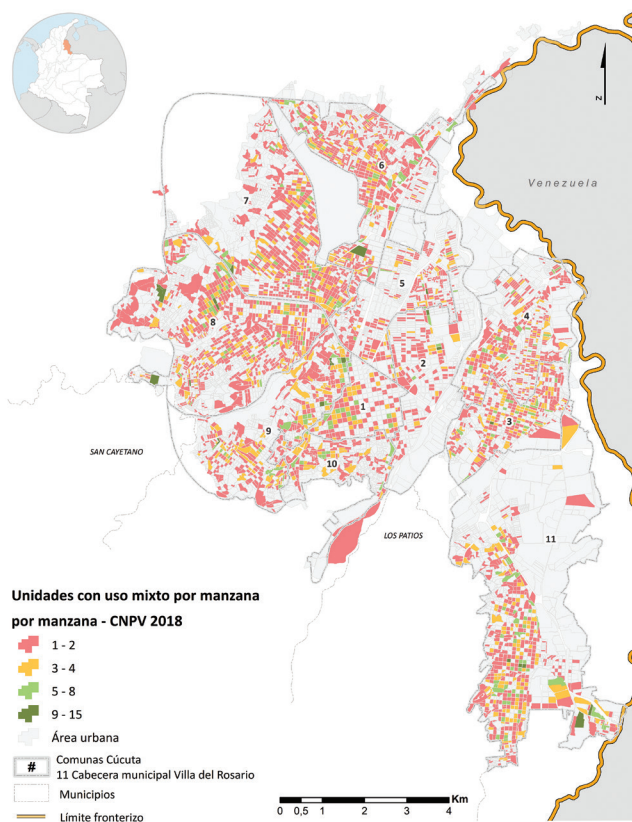 N
Venezuela
6
7
5
4
8
2
1
3
9
10
SAN CAYETANO
LOS PATIOS
11
Unidades con uso mixto por manzana
por manzana - CNPV 2018
1 - 2
3 - 4
5 - 8
9 - 15
Área urbana
# Comunas Cúcuta
11 Cabecera municipal Villa del Rosario
Municipios
Límite fronterizo
Km
0 0,5 1 2 3 4